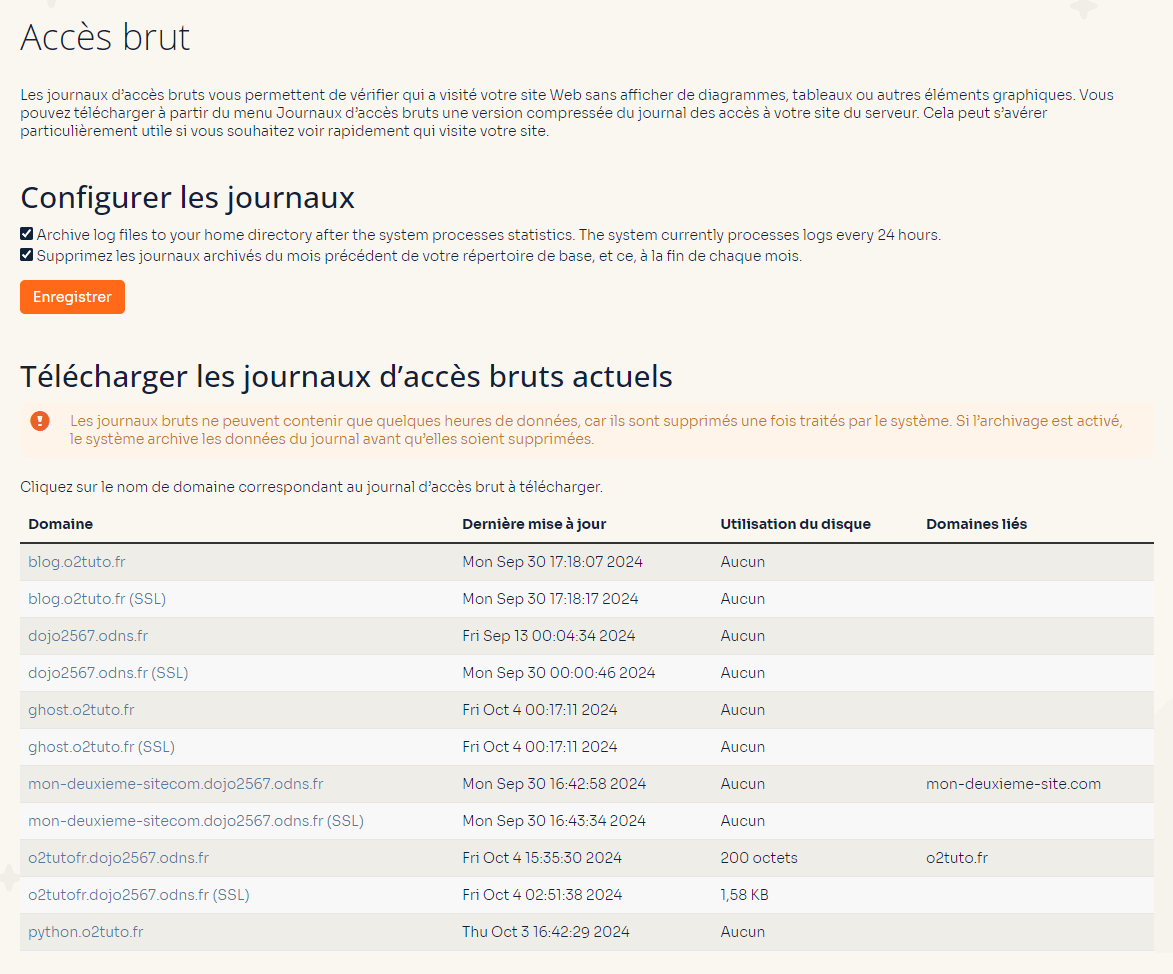 Accès brut
Les journaux d’accès bruts vous permettent de vérifier qui a visité votre site Web sans afficher de diagrammes, tableaux ou autres éléments graphiques. Vous
pouvez télécharger à partir du menu Journaux d’accès bruts une version compressée du journal des accès à votre site du serveur. Cela peut s’avérer
particulièrement utile si vous souhaitez voir rapidement qui visite votre site.
Configurer les journaux
Archive log files to your home directory after the system processes statistics. The system currently processes logs every 24 hours.
Supprimez les journaux archivés du mois précédent de votre répertoire de base, et ce, à la fin de chaque mois.
Enregistrer
Télécharger les journaux d’accès bruts actuels
Les journaux bruts ne peuvent contenir que quelques heures de données, car ils sont supprimés une fois traités par le système. Si l’archivage est activé,
le système archive les données du journal avant qu’elles soient supprimées.
Cliquez sur le nom de domaine correspondant au journal d’accès brut à télécharger.
Domaine Dernière mise à jour Utilisation du disque Domaines liés
blog.o2tuto.fr Mon Sep 30 17:18:07 2024 Aucun
blog.o2tuto.fr (SSL) Mon Sep 30 17:18:17 2024 Aucun
dojo2567.odns.fr Fri Sep 13 00:04:34 2024 Aucun
dojo2567.odns.fr (SSL) Mon Sep 30 00:00:46 2024 Aucun
ghost.o2tuto.fr Fri Oct 4 00:17:11 2024 Aucun
ghost.o2tuto.fr (SSL) Fri Oct 4 00:17:11 2024 Aucun
mon-deuxieme-sitecom.dojo2567.odns.fr Mon Sep 30 16:42:58 2024 Aucun mon-deuxieme-site.com
mon-deuxieme-sitecom.dojo2567.odns.fr (SSL) Mon Sep 30 16:43:34 2024 Aucun
o2tutofr.dojo2567.odns.fr Fri Oct 4 15:35:30 2024 200 octets o2tuto.fr
o2tutofr.dojo2567.odns.fr (SSL) Fri Oct 4 02:51:38 2024 1,58 KB
python.o2tuto.fr Thu Oct 3 16:42:29 2024 Aucun